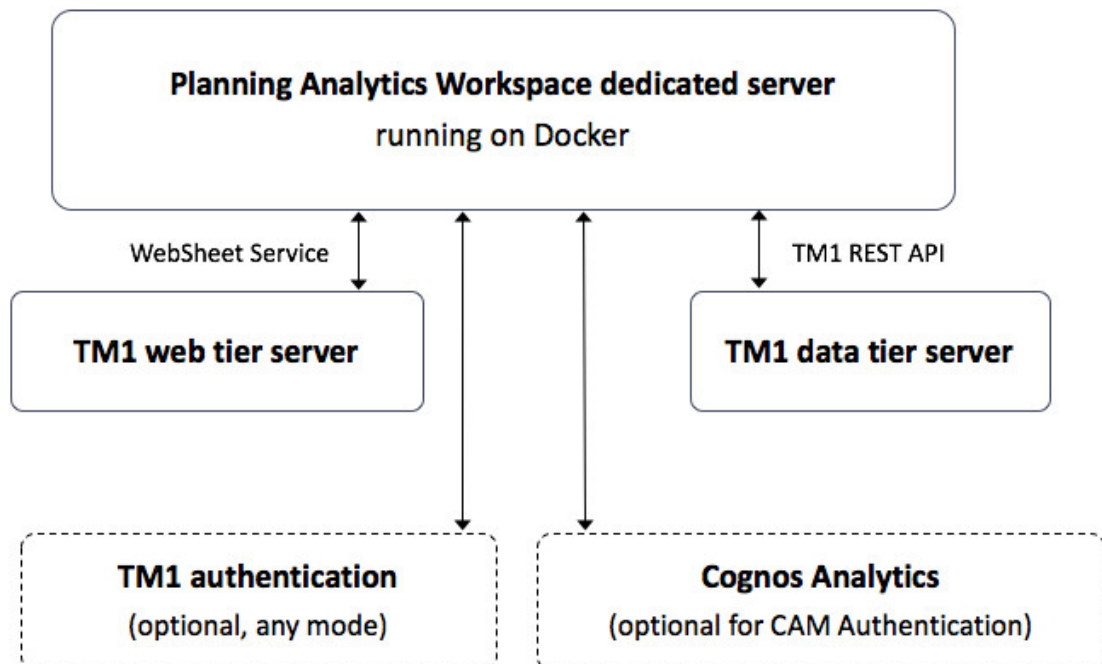 Planning Analytics Workspace dedicated server
running on Docker
WebSheet Service
TM1 REST API
TM1 web tier server
TM1 data tier server
TM1 authentication
(optional, any mode)
Cognos Analytics
(optional for CAM Authentication)